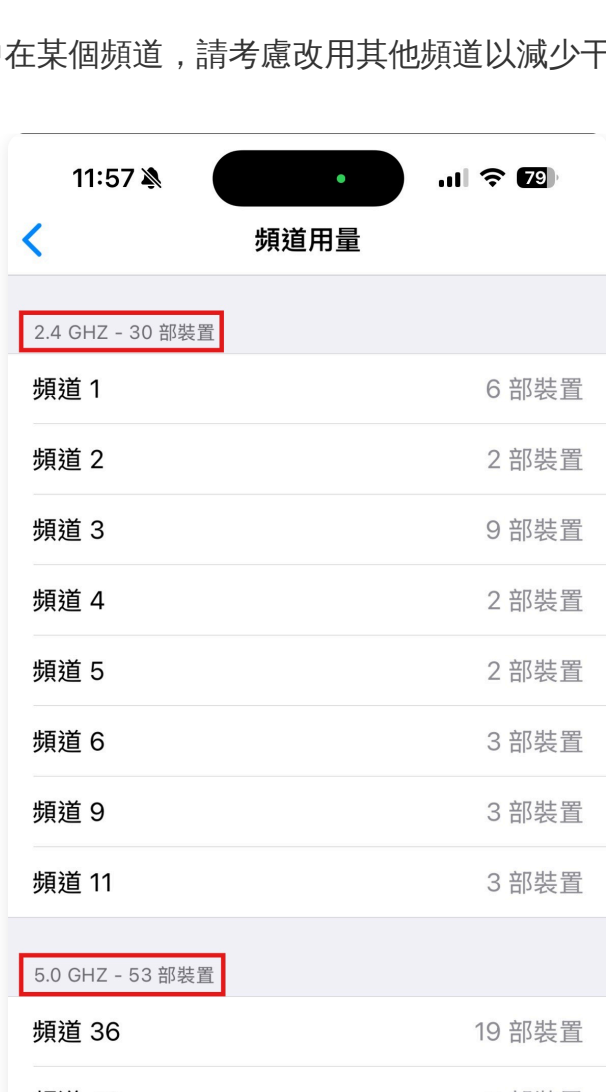 在某個頻道，請考慮改用其他頻道以減少干
11:57
79
頻道用量
2.4 GHZ - 30 部裝置
頻道 1
6 部裝置
頻道 2
2 部裝置
頻道 3
9 部裝置
頻道 4
2 部裝置
頻道 5
2 部裝置
頻道 6
3 部裝置
頻道 9
3 部裝置
頻道 11
3 部裝置
5.0 GHZ - 53 部裝置
頻道 36
19 部裝置